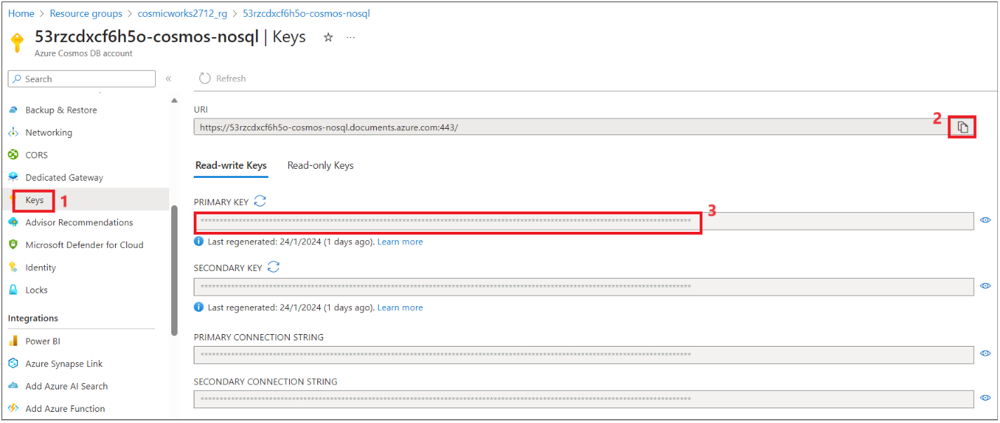 Home > Resource groups > cosmicworks2712_rg > 53rzcdxcf6h5o-cosmos-nosql
53rzcdxcf6h5o-cosmos-nosql | Keys ☆ ...
Azure Cosmos DB account
Search «
Refresh
Backup & Restore
Networking
CORS
Dedicated Gateway
Keys 1
Advisor Recommendations
Microsoft Defender for Cloud
Identity
Locks
Integrations
Power BI
Azure Synapse Link
Add Azure AI Search
Add Azure Function
URI
https://53rzcdxcf6h5o-cosmos-nosql.documents.azure.com:443/ 2
Read-write Keys Read-only Keys
PRIMARY KEY
3
Last regenerated: 24/1/2024 (1 days ago). Learn more
SECONDARY KEY
Last regenerated: 24/1/2024 (1 days ago). Learn more
PRIMARY CONNECTION STRING
SECONDARY CONNECTION STRING